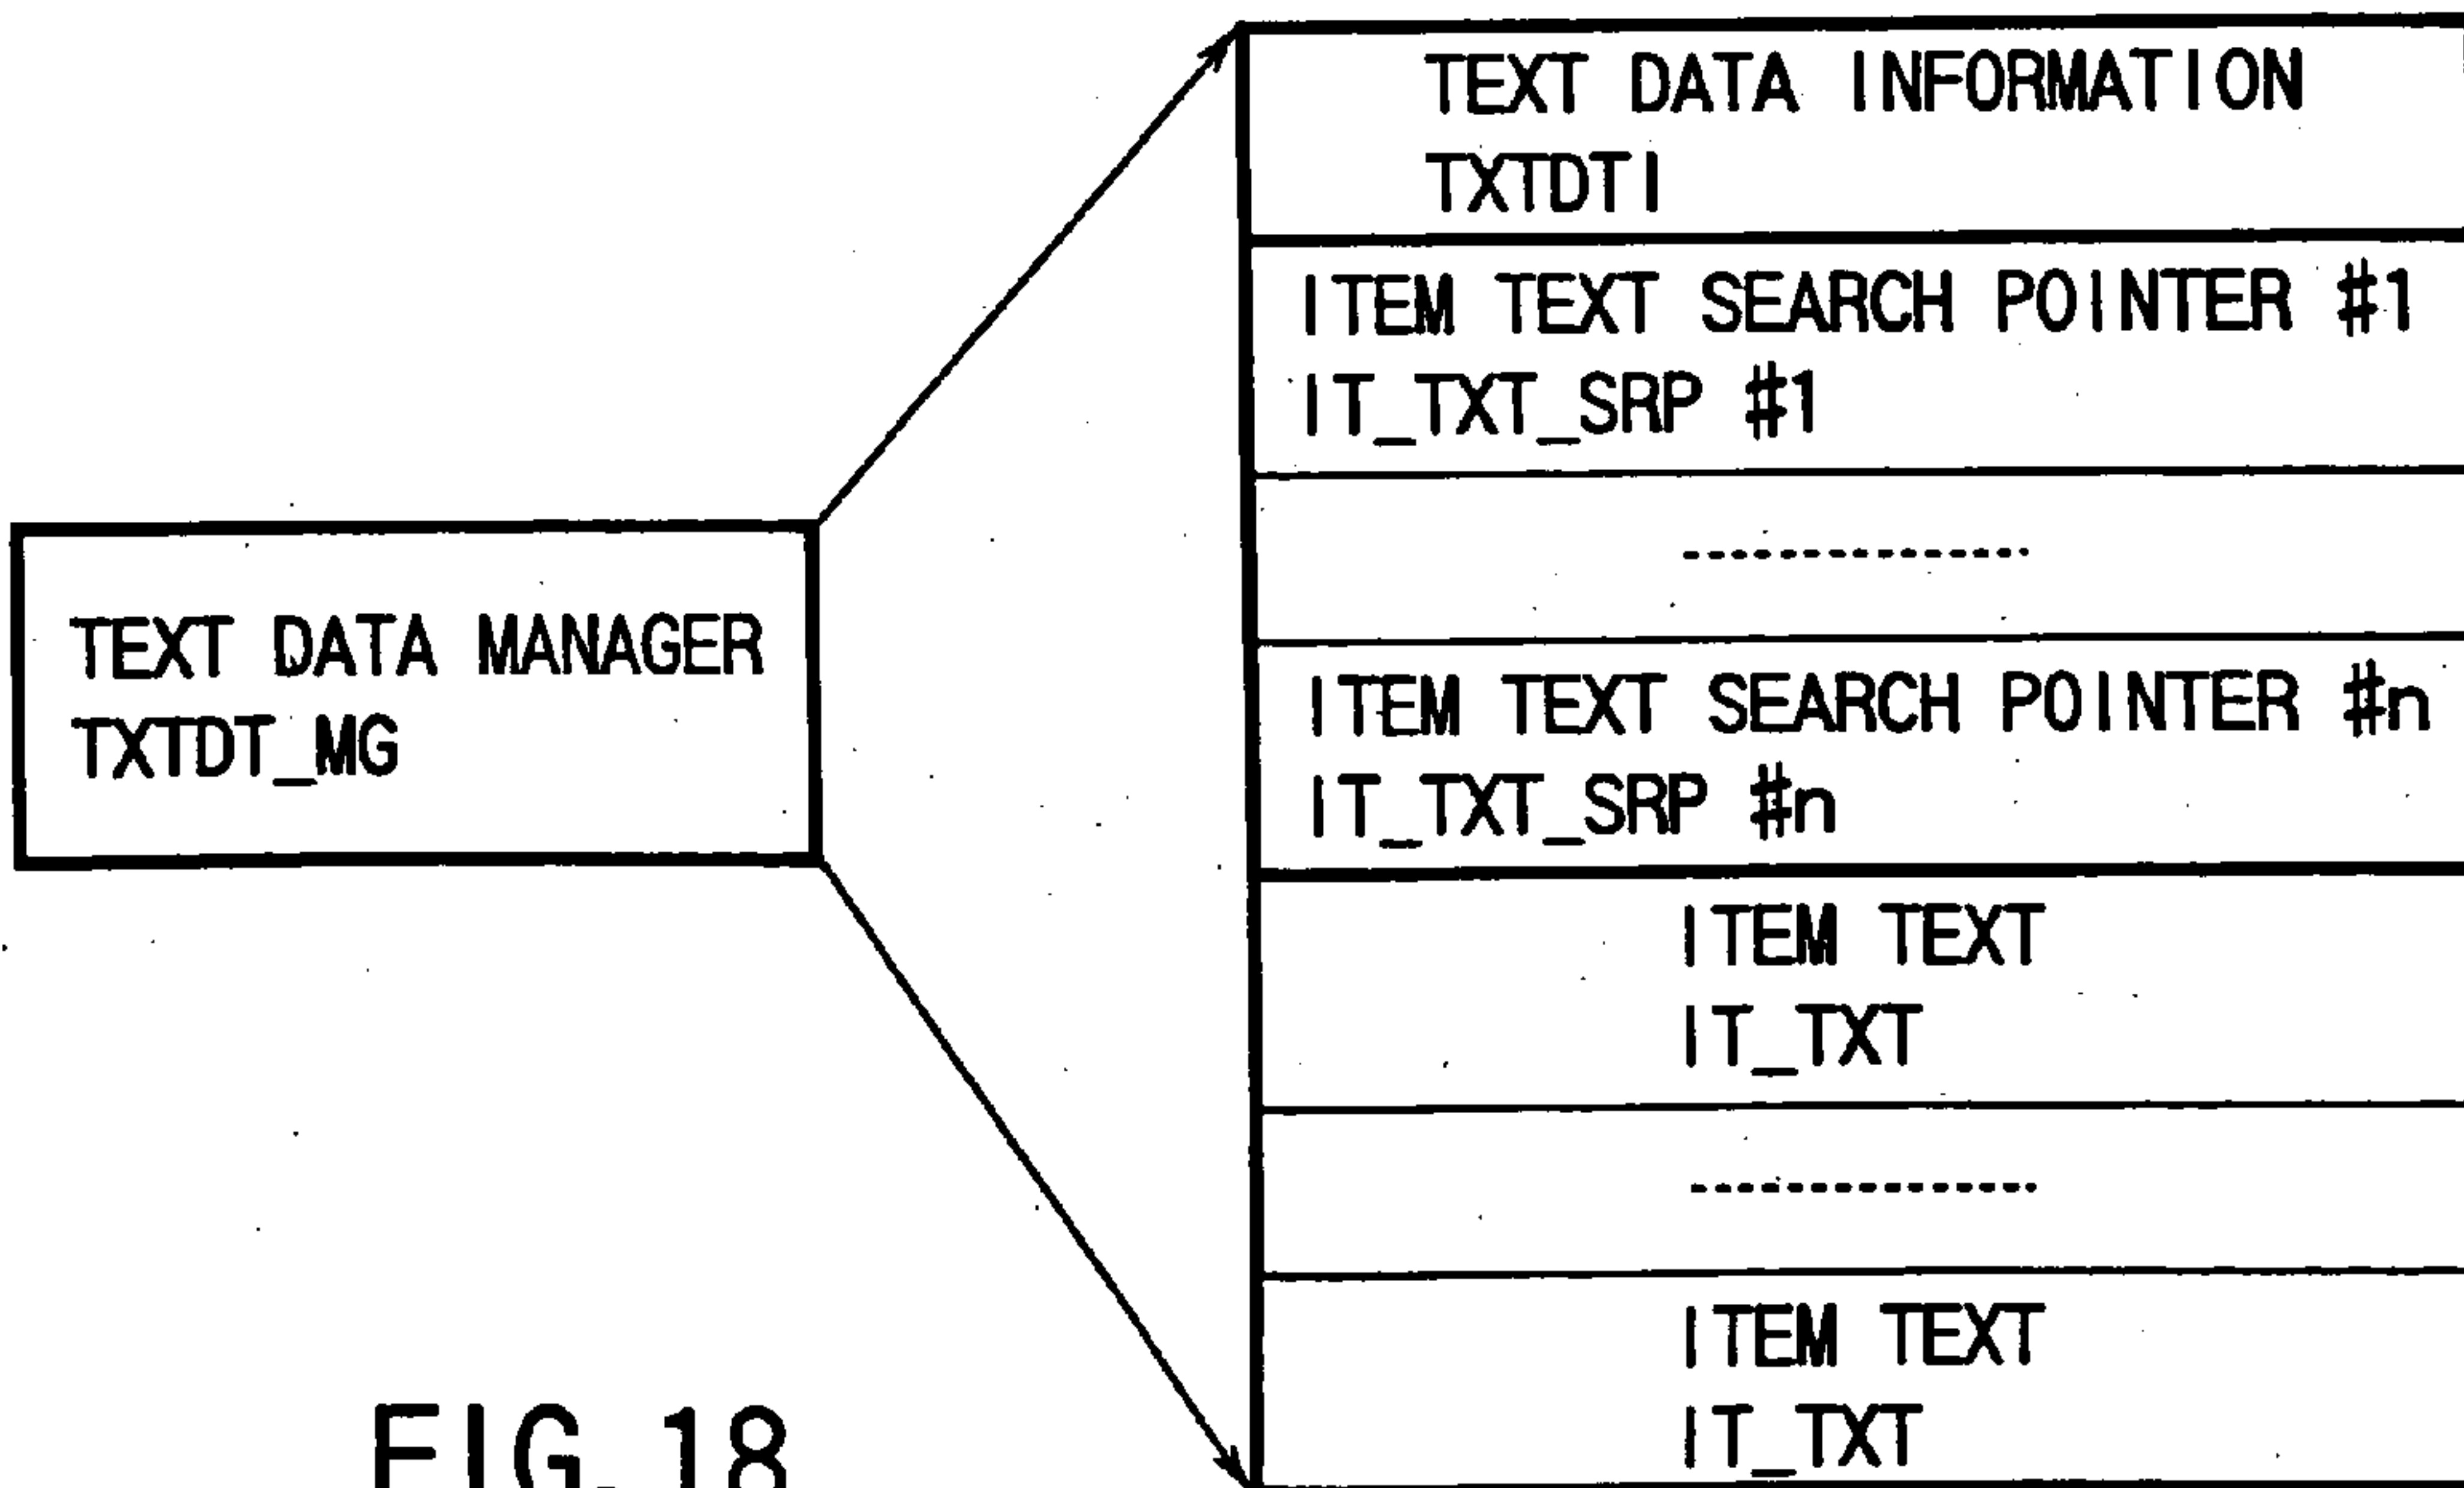 TEXT DATA INFORMATION
TXTDTI
ITEM TEXT SEARCH POINTER #1
IT_TXT_SRP #1
TEXT DATA MANAGER
TXTDT_MG
ITEM TEXT SEARCH POINTER #n
IT_TXT_SRP #n
ITEM TEXT
IT_TXT
ITEM TEXT
IT_TXT
FIG. 18